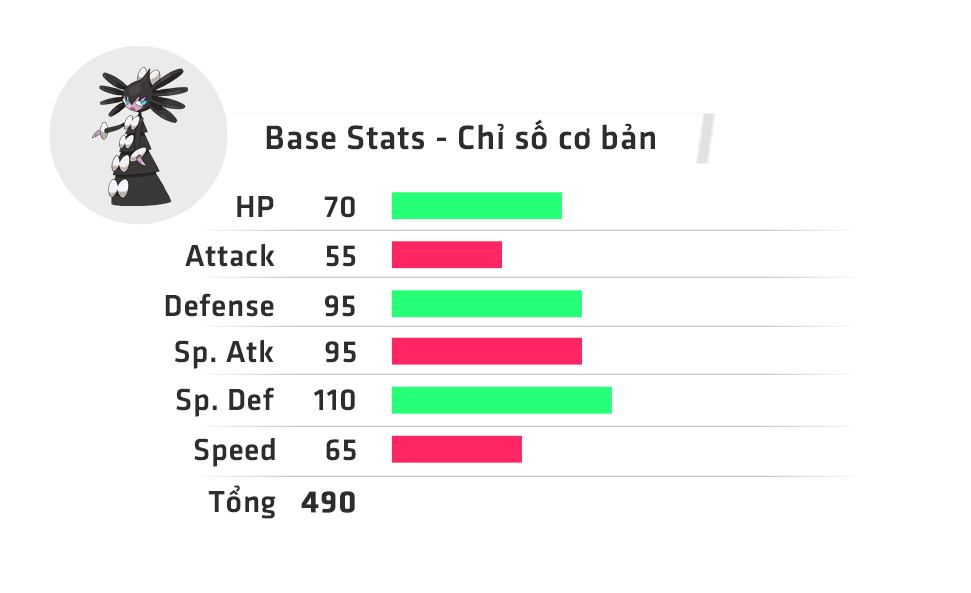 Base Stats - Chỉ số cơ bản
HP 70
Attack 55
Defense 95
Sp. Atk 95
Sp. Def 110
Speed 65
Tổng 490